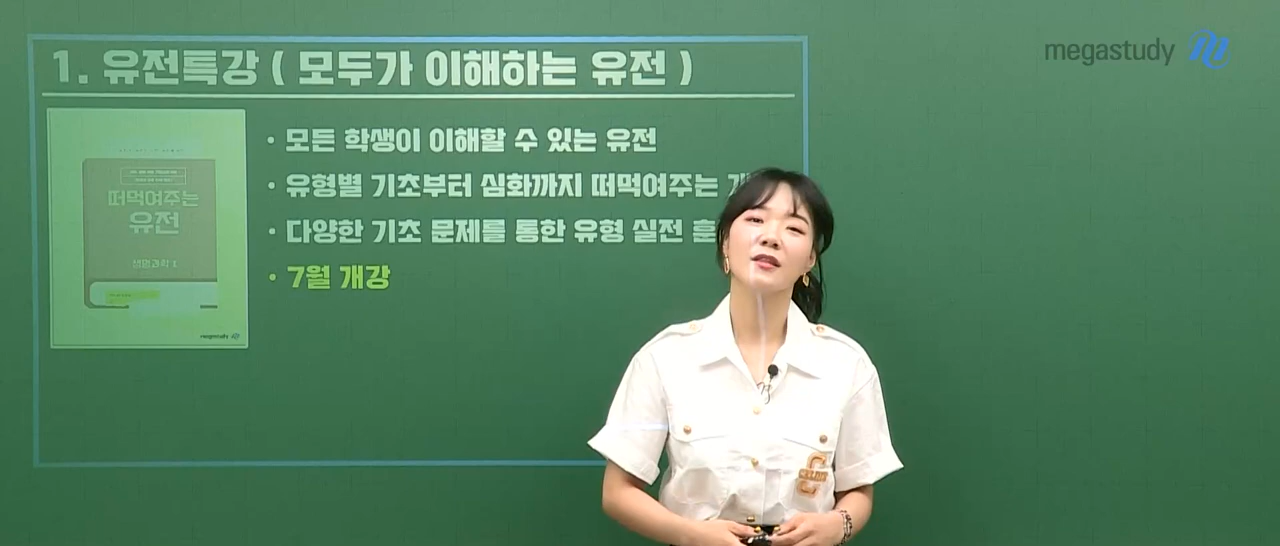 megastudy
1. 유전특강 ( 모두가 이해하는 유전 )
• 모든 학생이 이해할 수 있는 유전
• 유형별 기초부터 심화까지 떠먹여주는
• 다양한 기초 문제를 통한 유형 실전
• 7월 개강
떠먹여주는
유전
생명과학 I
megastudy